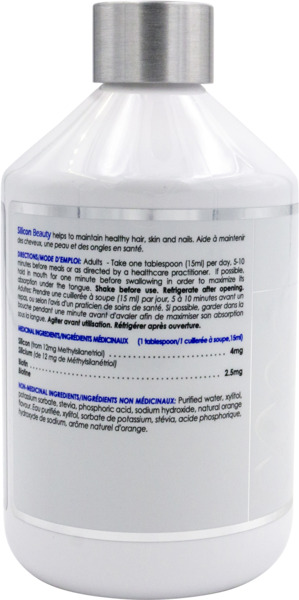 Silicon Beauty helps to maintain healthy hair, skin and nails. Aide à maintenir
des cheveux, une peau et des ongles en santé.
DIRECTIONS/MODE D'EMPLOI: Adults - Take one tablespoon (15ml) per day, 5-10
minutes before meals or as directed by a healthcare practitioner. If possible,
hold in mouth for one minute before swallowing in order to maximize its
absorption under the tongue. Shake before use. Refrigerate after opening.
Adultes: Prendre une cuillerée à soupe (15 ml) par jour, 5 à 10 minutes avant un
repas, ou selon l'avis d'un praticien de soins de santé. Si possible, garder dans la
bouche pendant une minute avant d'avaler afin de maximiser son absorption
sous la langue. Agiter avant utilisation. Réfrigérer après ouverture.
MEDICINAL INGREDIENTS/INGRÉDIENTS MÉDICINAUX (1 tablespoon/1 cuillerée à soupe,15ml)
Silicon (from 12mg Methylsilanetriol) 4mg
Silicium (de 12 mg de Méthylsilanétriol)
Biotin 2.5mg
Biotine
NON-MEDICINAL INGREDIENTS/INGRÉDIENTS NON MÉDICINAUX: Purified water, xylitol,
potassium sorbate, stevia, phosphoric acid, sodium hydroxide, natural orange
flavour. Eau purifiée, xylitol, sorbate de potassium, stévia, acide phosphorique,
hydroxyde de sodium, arôme naturel d'orange.